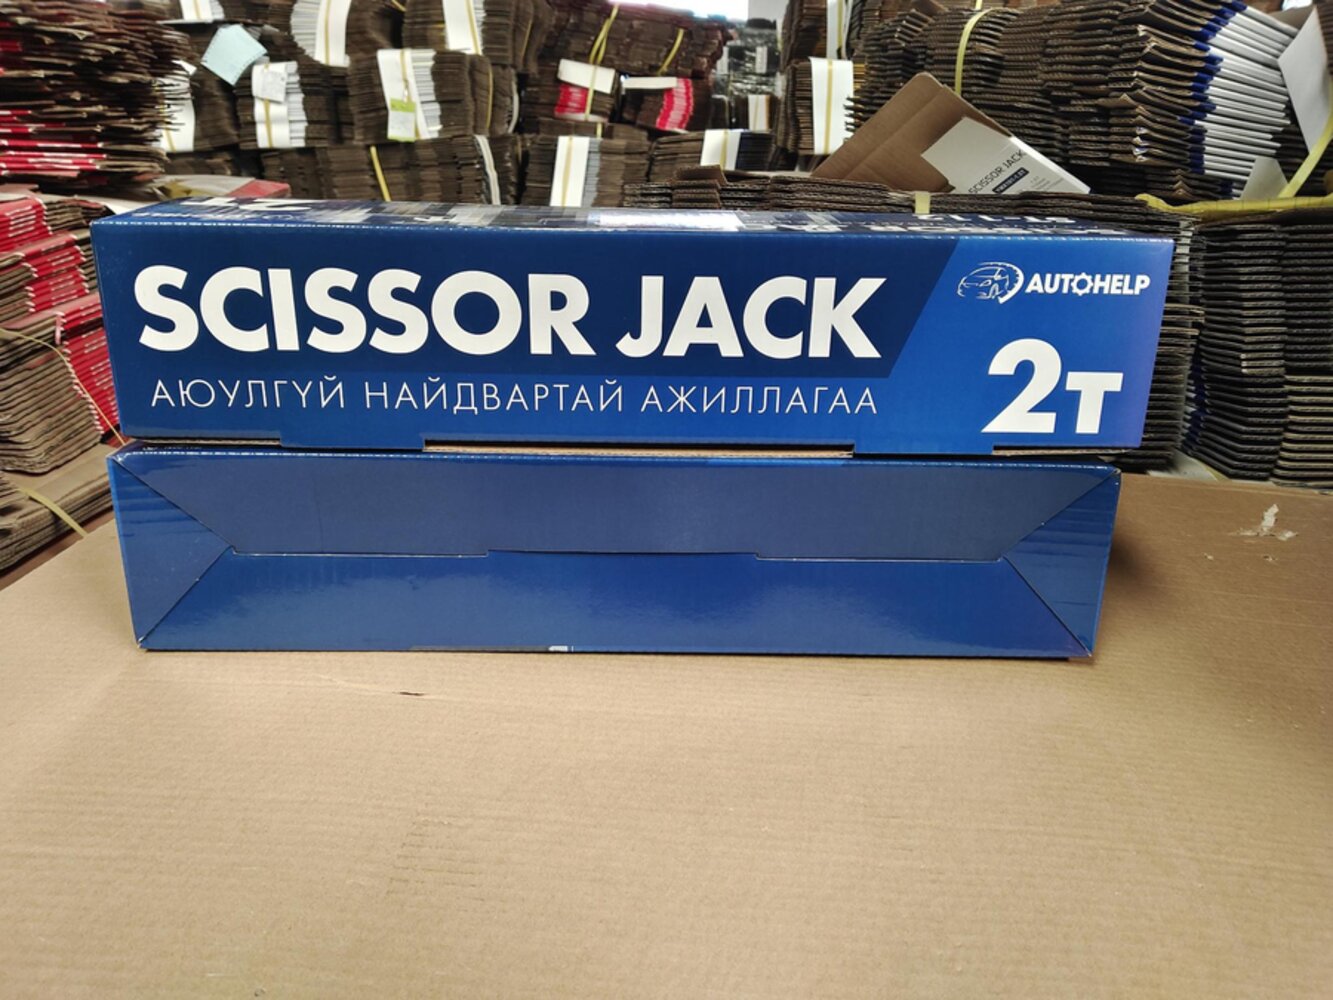 SCISSOR JACK
SCISSOR JACK
AUTOHELP
АЮУЛГҮЙ НАЙДВАРТАЙ АЖИЛЛАГАА
2Т